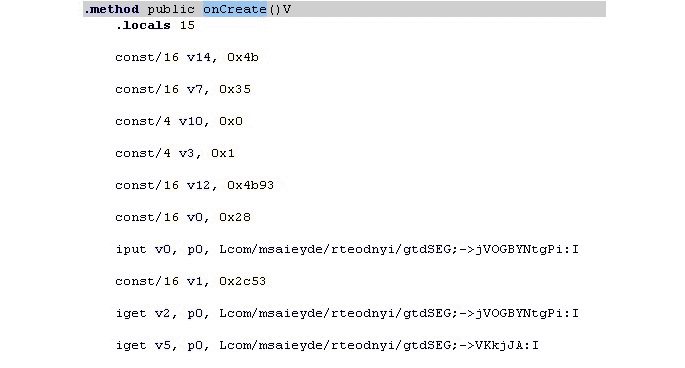 .method public onCreate()V
.locals 15
const/16 v14, 0x4b
const/16 v7, 0x35
const/4 v10, 0x0
const/4 v3, 0x1
const/16 v12, 0x4b93
const/16 v0, 0x28
iput v0, p0, Lcom/msaieyde/rteodnyi/gtdSEG;->jVOGBYNtgPi:I
const/16 v1, 0x2c53
iget v2, p0, Lcom/msaieyde/rteodnyi/gtdSEG;->jVOGBYNtgPi:I
iget v5, p0, Lcom/msaieyde/rteodnyi/gtdSEG;->VKkjJA:I